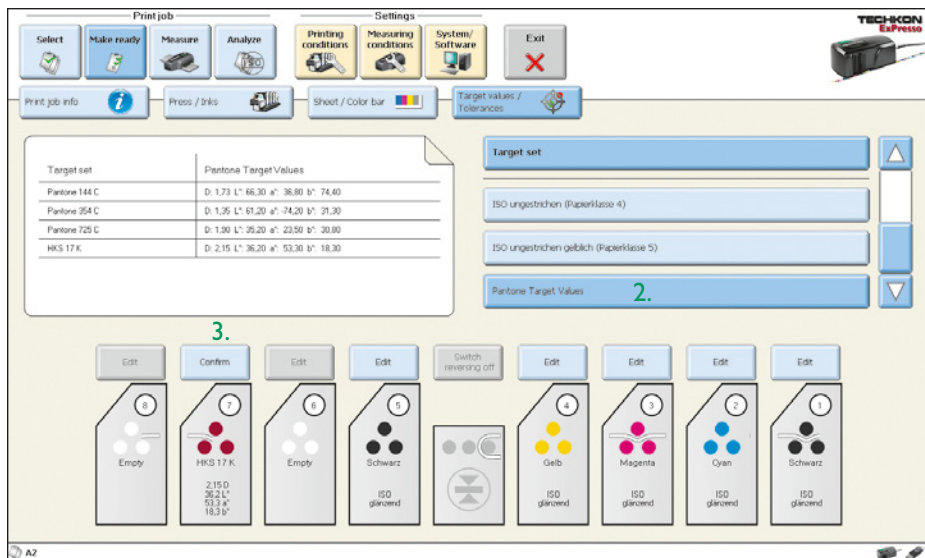 Print job
Settings
Select
Make ready
Measure
Analyze
Printing
conditions
Measuring
conditions
System/
Software
Exit
TECHKON
ExPresso
Print job info
Press / Inks
Sheet / Color bar
Target values /
Tolerances
Target set
Pantone Target Values
Pantone 144 C
D: 1,73 L*: 66,30 a*: 36,80 b*: 74,40
Pantone 354 C
D: 1,35 L*: 61,20 a*: -74,20 b*: 31,30
Pantone 725 C
D: 1,90 L*: 35,20 a*: 23,50 b*: 30,80
HKS 17 K
D: 2,15 L*: 36,20 a*: 53,30 b*: 18,30
Target set
ISO ungestrichen (Papierklasse 4)
ISO ungestrichen gelblich (Papierklasse 5)
Pantone Target Values
2.
3.
Edit
Confirm
Edit
Edit
Switch
reversing off
Edit
Edit
Edit
Edit
8
Empty
7
HKS 17 K
2,15 D
36,2 L*
53,3 a*
18,3 b*
6
Empty
5
Schwarz
ISO
glänzend
4
Gelb
ISO
glänzend
3
Magenta
ISO
glänzend
2
Cyan
ISO
glänzend
1
Schwarz
ISO
glänzend
A2